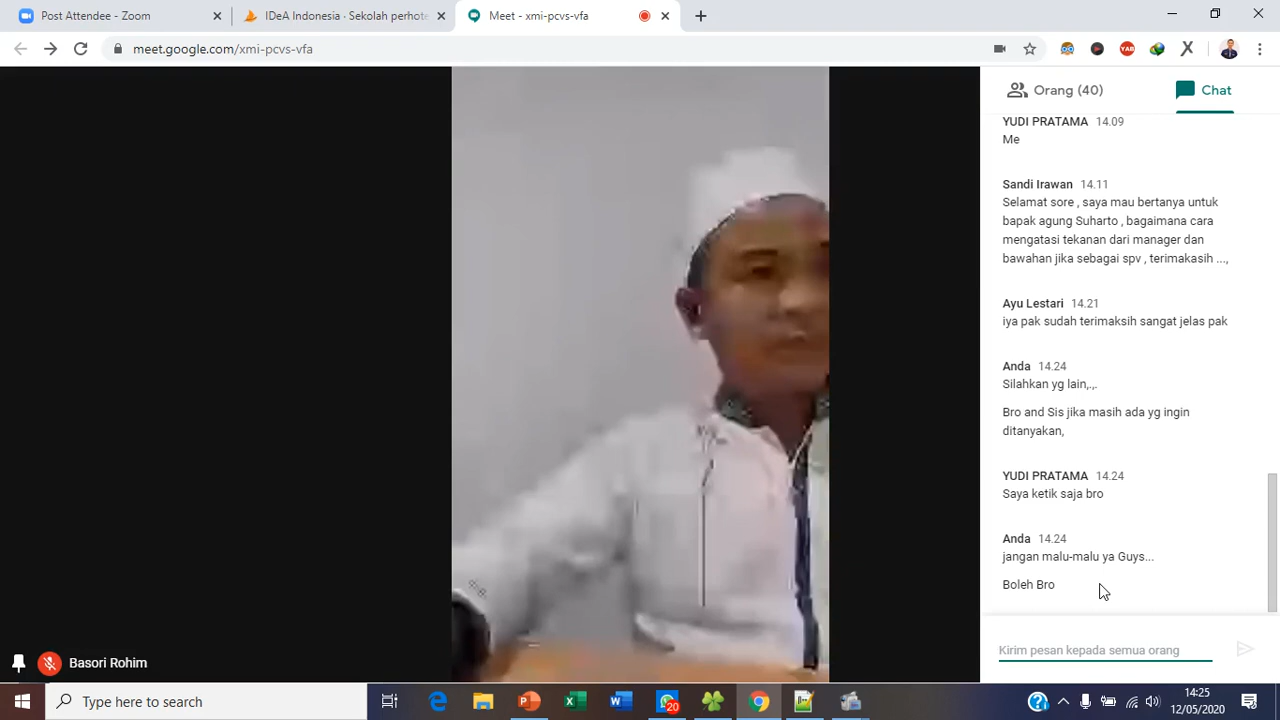 Post Attendee - Zoom
IDeA Indonesia · Sekolah perhote
Meet - xmi-pcvs-vfa
meet.google.com/xmi-pcvs-vfa
YAB
Orang (40)
Chat
YUDI PRATAMA 14.09
Me
Sandi Irawan 14.11
Selamat sore , saya mau bertanya untuk
bapak agung Suharto , bagaimana cara
mengatasi tekanan dari manager dan
bawahan jika sebagai spv , terimakasih ...,
Ayu Lestari 14.21
iya pak sudah terimaksih sangat jelas pak
Anda 14.24
Silahkan yg lain,.,.
Bro and Sis jika masih ada yg ingin
ditanyakan,
YUDI PRATAMA 14.24
Saya ketik saja bro
Anda 14.24
jangan malu-malu ya Guys...
Boleh Bro
Kirim pesan kepada semua orang
Basori Rohim
Type here to search
20
14:25
12/05/2020